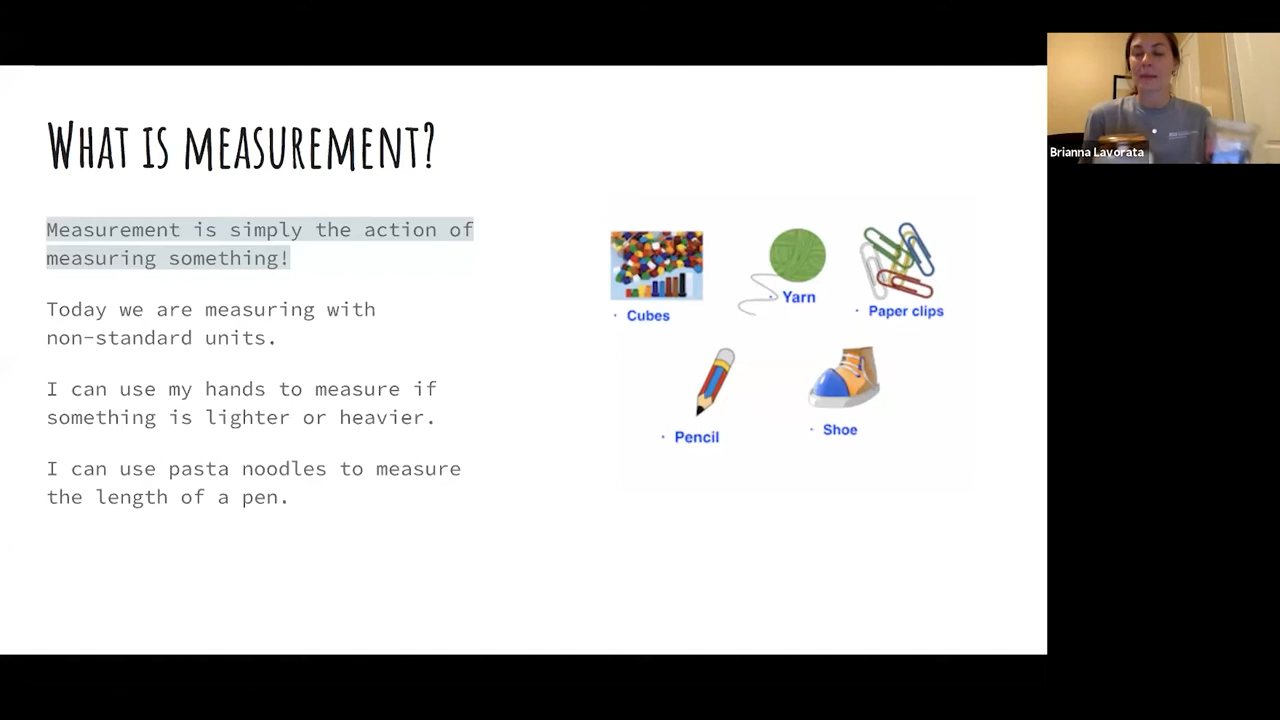 What is measurement?
Measurement is simply the action of
measuring something!
Today we are measuring with
non-standard units.
I can use my hands to measure if
something is lighter or heavier.
I can use pasta noodles to measure
the length of a pen.
· Cubes
· Yarn
· Paper clips
· Pencil
· Shoe
Brianna Lavorata